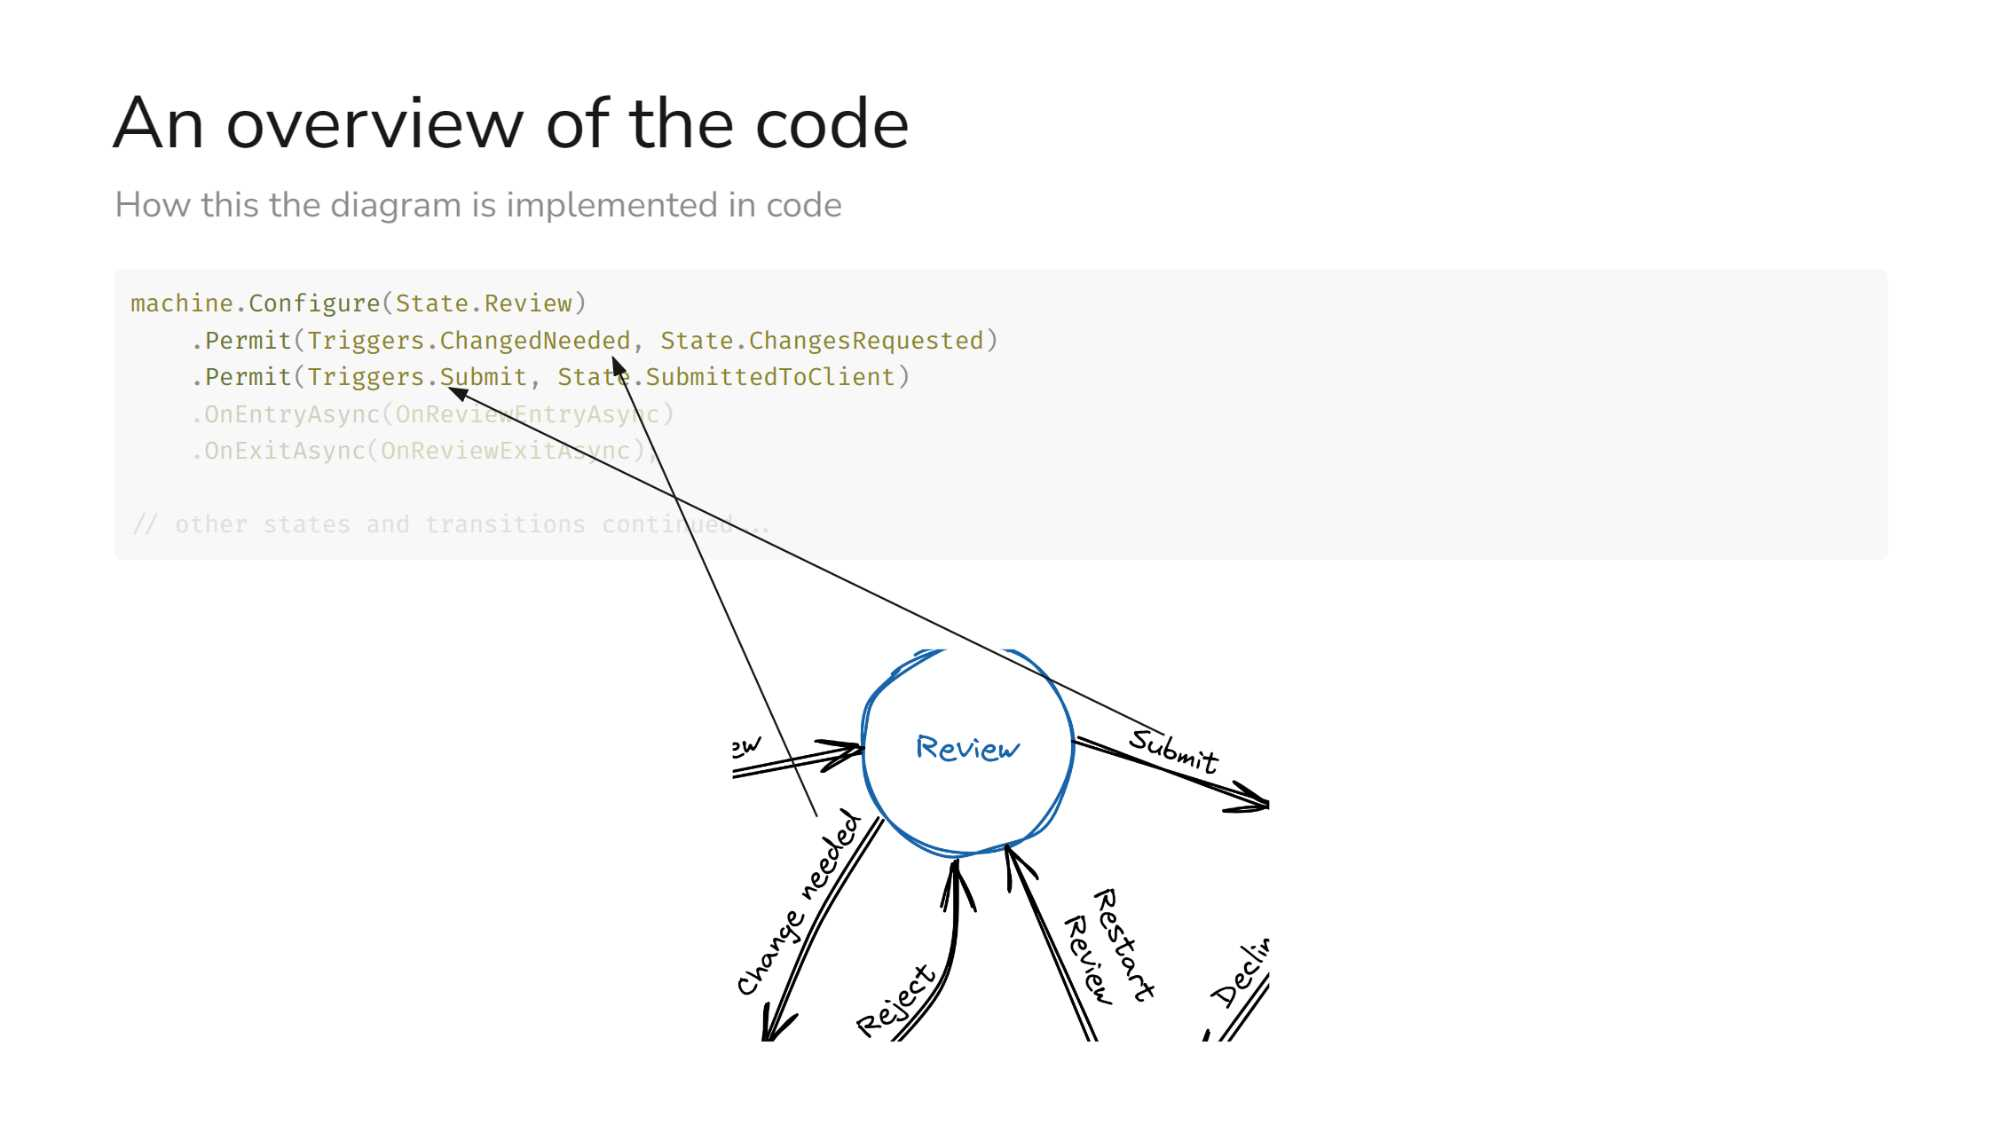 An overview of the code
How this the diagram is implemented in code
machine.Configure(State.Review)
.Permit(Triggers.ChangedNeeded, State.ChangesRequested)
.Permit(Triggers.Submit, State.SubmittedToClient)
.OnEntryAsync(OnReviewEntryAsync)
.OnExitAsync(OnReviewExitAsync);
// other states and transitions continued...
ew
Review
Submit
Change needed
Reject
Restart
Review
Declin